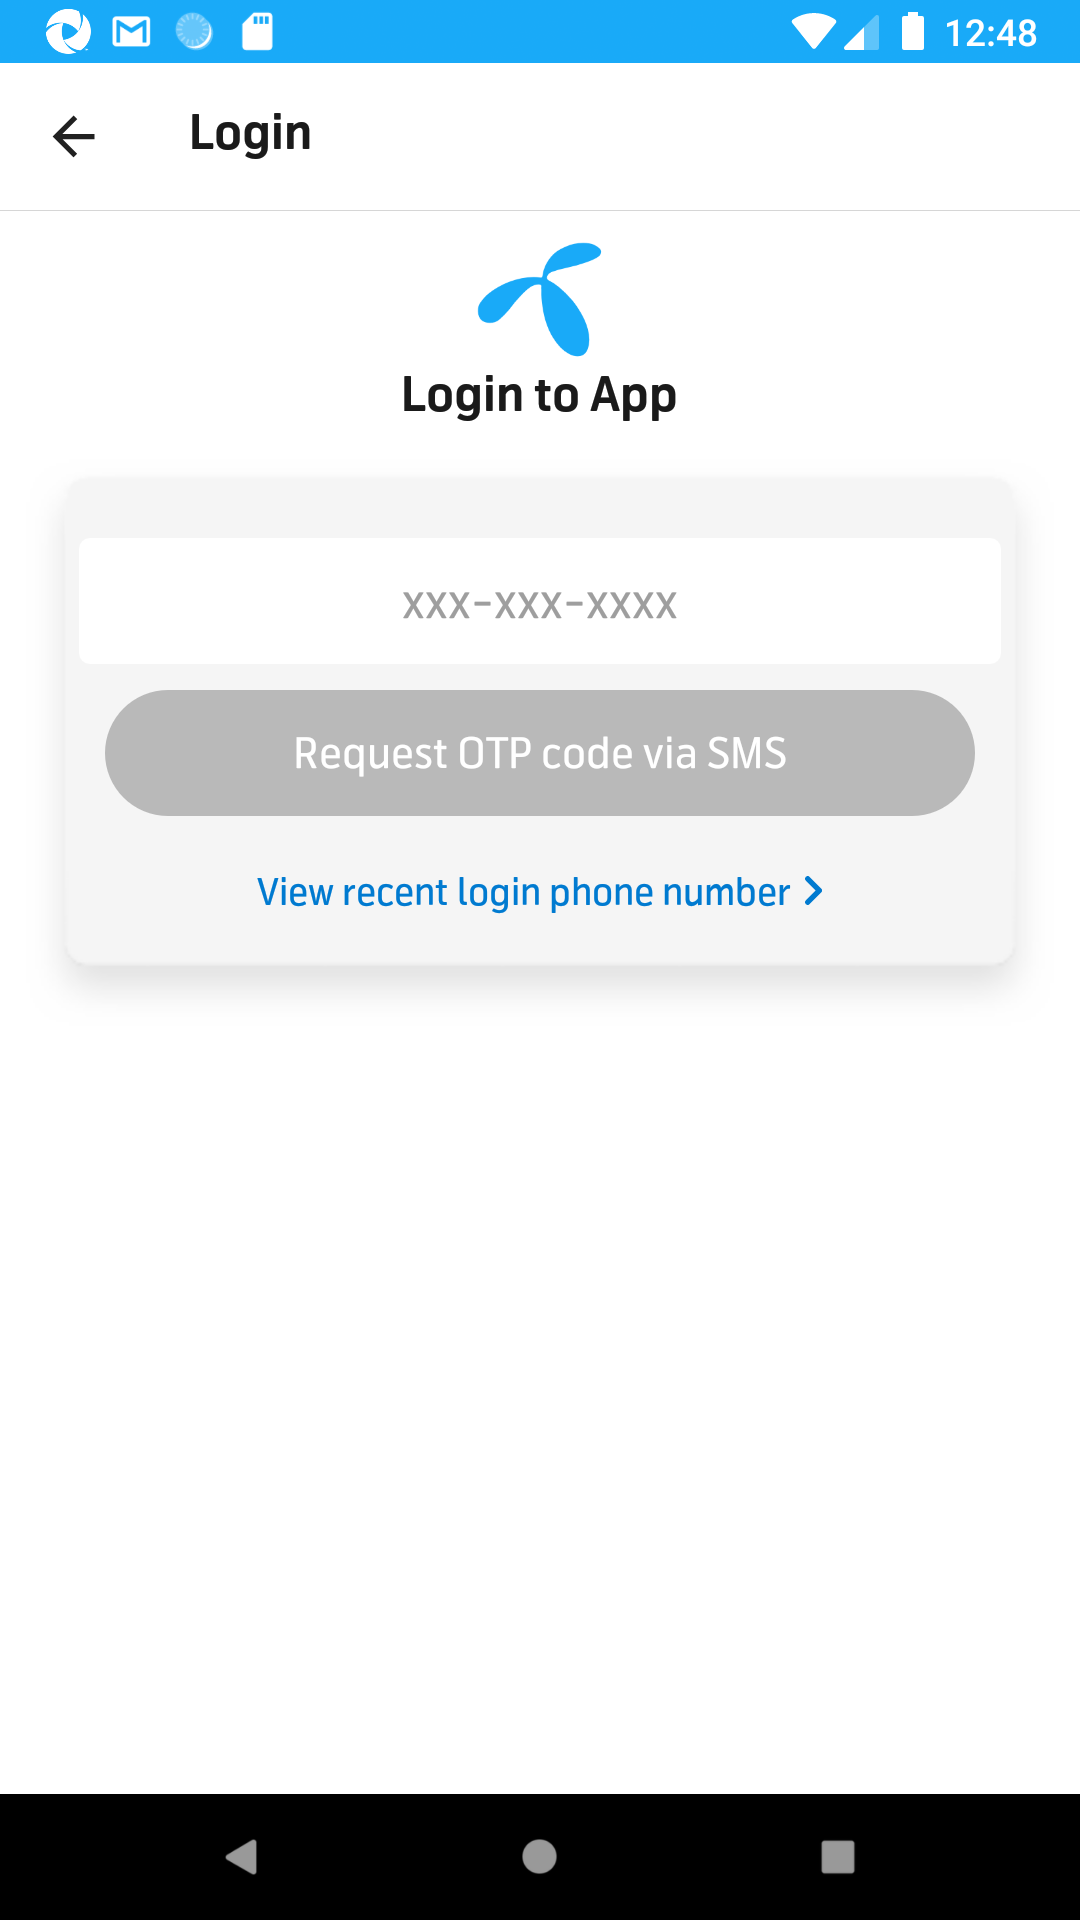 12:48
Login
Login to App
xxx-xxx-xxxx
Request OTP code via SMS
View recent login phone number